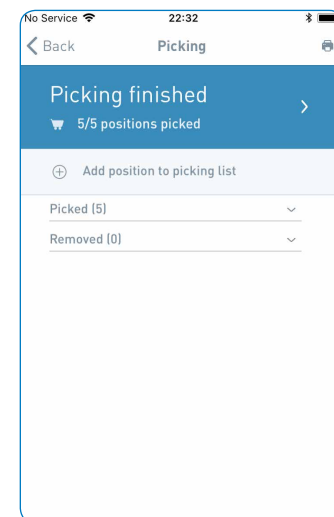 No Service 22:32
Back Picking
Picking finished
5/5 positions picked
Add position to picking list
Picked (5)
Removed (0)